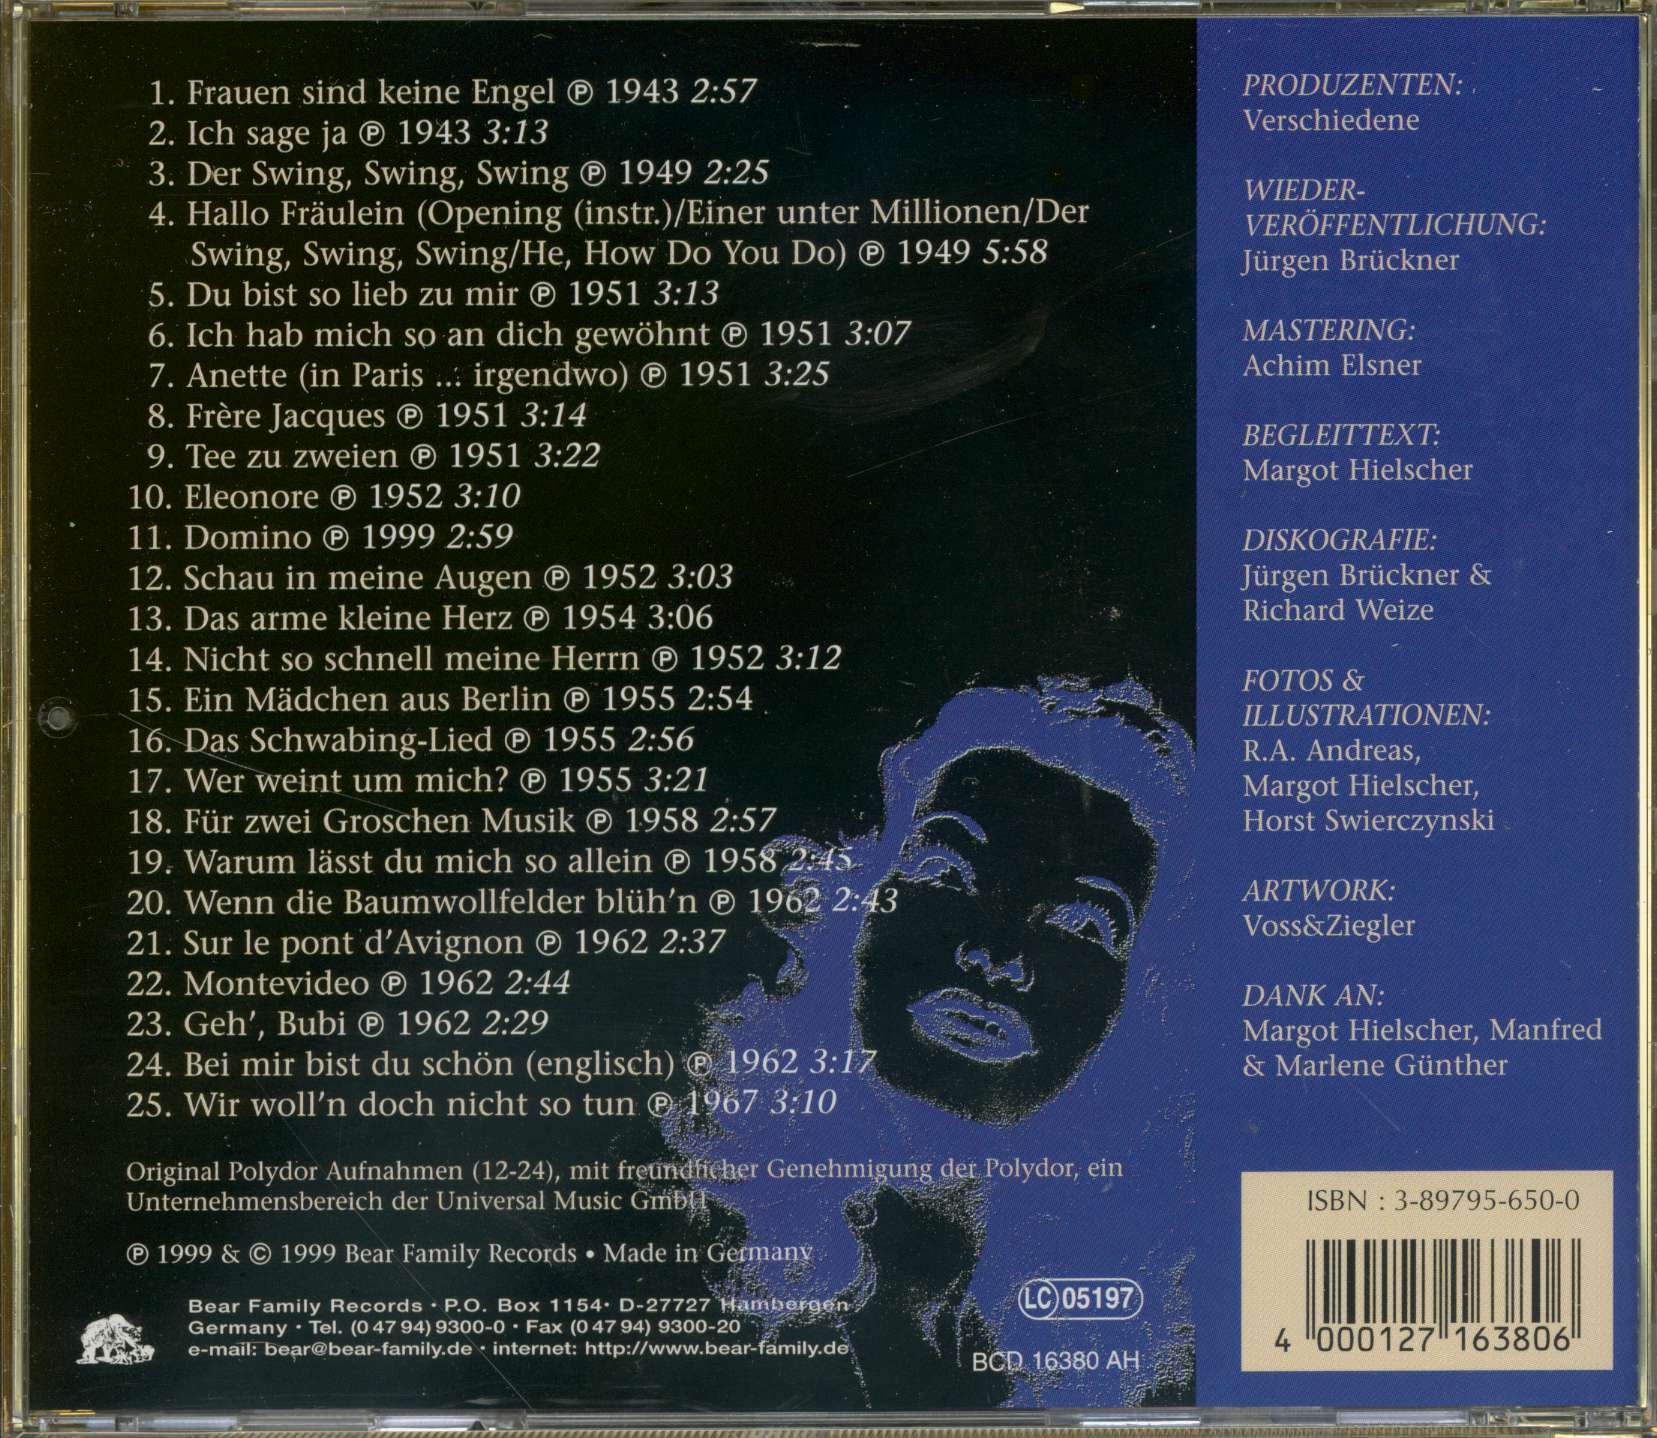 1. Frauen sind keine Engel ℗ 1943 2:57
2. Ich sage ja ℗ 1943 3:13
3. Der Swing, Swing, Swing ℗ 1949 2:25
4. Hallo Fräulein (Opening (instr.)/Einer unter Millionen/Der
Swing, Swing, Swing/He, How Do You Do) ℗ 1949 5:58
5. Du bist so lieb zu mir ℗ 1951 3:13
6. Ich hab mich so an dich gewöhnt ℗ 1951 3:07
7. Anette (in Paris ... irgendwo) ℗ 1951 3:25
8. Frère Jacques ℗ 1951 3:14
9. Tee zu zweien ℗ 1951 3:22
10. Eleonore ℗ 1952 3:10
11. Domino ℗ 1999 2:59
12. Schau in meine Augen ℗ 1952 3:03
13. Das arme kleine Herz ℗ 1954 3:06
14. Nicht so schnell meine Herrn ℗ 1952 3:12
15. Ein Mädchen aus Berlin ℗ 1955 2:54
16. Das Schwabing-Lied ℗ 1955 2:56
17. Wer weint um mich? ℗ 1955 3:21
18. Für zwei Groschen Musik ℗ 1958 2:57
19. Warum lässt du mich so allein ℗ 1958 2:45
20. Wenn die Baumwollfelder blüh'n ℗ 1962 2:43
21. Sur le pont d'Avignon ℗ 1962 2:37
22. Montevideo ℗ 1962 2:44
23. Geh', Bubi ℗ 1962 2:29
24. Bei mir bist du schön (englisch) ℗ 1962 3:17
25. Wir woll'n doch nicht so tun ℗ 1967 3:10
Original Polydor Aufnahmen (12-24), mit freundlicher Genehmigung der Polydor, ein
Unternehmensbereich der Universal Music GmbH
℗ 1999 & © 1999 Bear Family Records • Made in Germany
Bear Family Records · P.O. Box 1154· D-27727 Hambergen
Germany · Tel. (0 47 94) 9300-0 · Fax (0 47 94) 9300-20
e-mail: bear@bear-family.de · internet: http://www.bear-family.de
LC 05197
BCD 16380 AH
PRODUZENTEN:
Verschiedene
WIEDER-
VERÖFFENTLICHUNG:
Jürgen Brückner
MASTERING:
Achim Elsner
BEGLEITTEXT:
Margot Hielscher
DISKOGRAFIE:
Jürgen Brückner &
Richard Weize
FOTOS &
ILLUSTRATIONEN:
R.A. Andreas,
Margot Hielscher,
Horst Swierczynski
ARTWORK:
Voss&Ziegler
DANK AN:
Margot Hielscher, Manfred
& Marlene Günther
ISBN : 3-89795-650-0
4 000127 163806